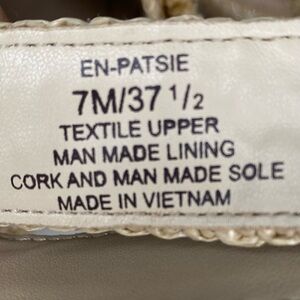 EN-PATSIE
7M/37 1/2
TEXTILE UPPER
MAN MADE LINING
CORK AND MAN MADE SOLE
MADE IN VIETNAM